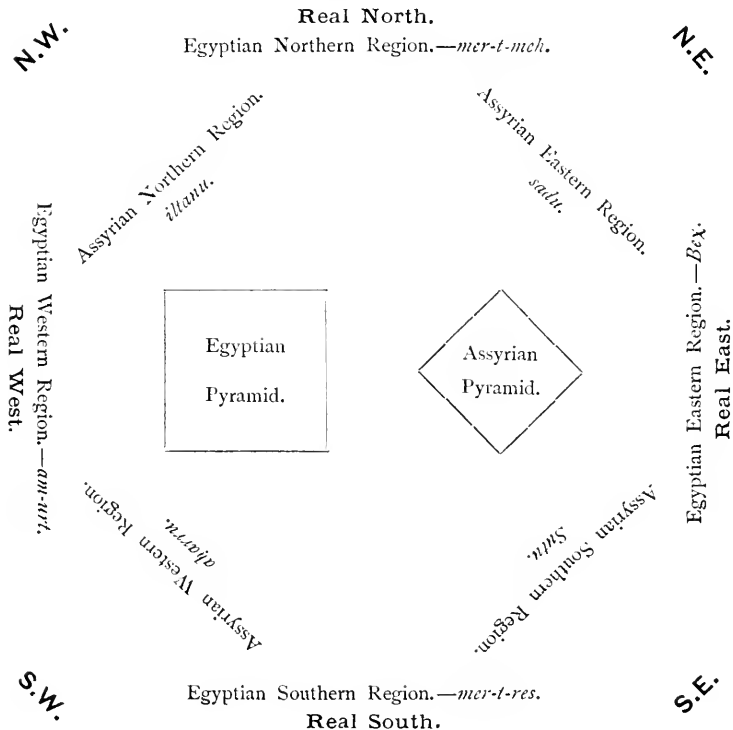 Real North.
N.W.
Egyptian Northern Region.—mer-t-meh.
N.E.
Assyrian Northern Region.
iltanu.
Assyrian Eastern Region.
sadu.
Egyptian Western Region.—am-urt.
Real West.
Egyptian
Pyramid.
Assyrian
Pyramid.
Egyptian Eastern Region.—Beχ.
Real East.
Assyrian Western Region.
aharru.
Assyrian Southern Region.
Sutu.
S.W.
Egyptian Southern Region.—mer-t-res.
Real South.
S.E.